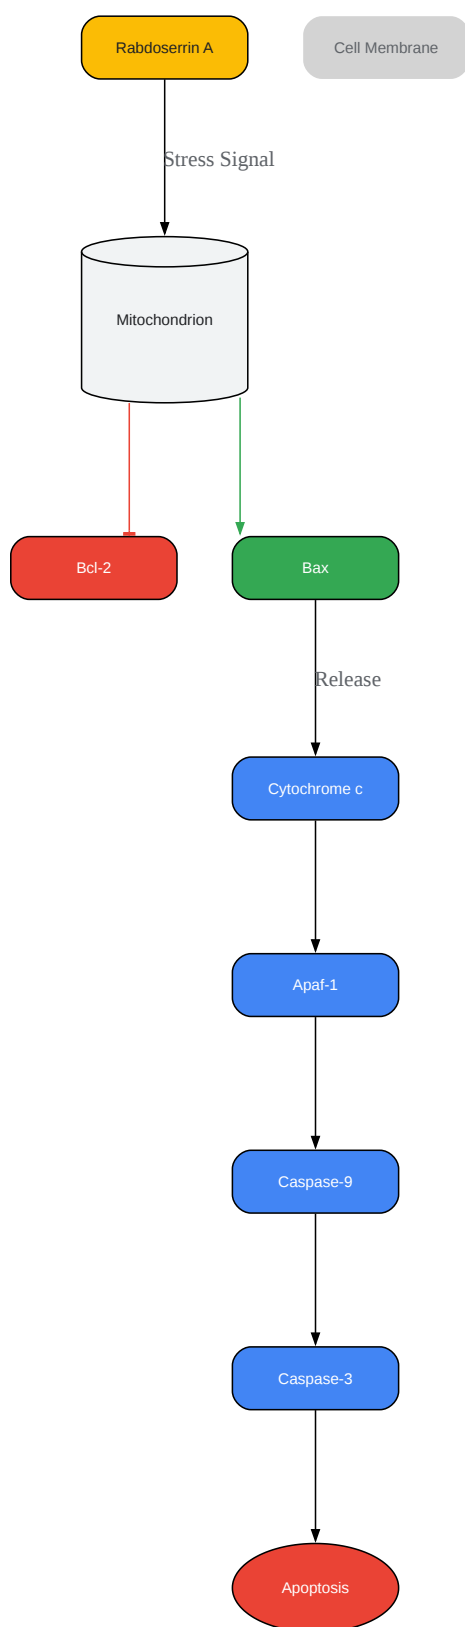 Rabdoserrin A
Cell Membrane
Stress Signal
Mitochondrion
Bcl-2
Bax
Release
Cytochrome c
Apaf-1
Caspase-9
Caspase-3
Apoptosis